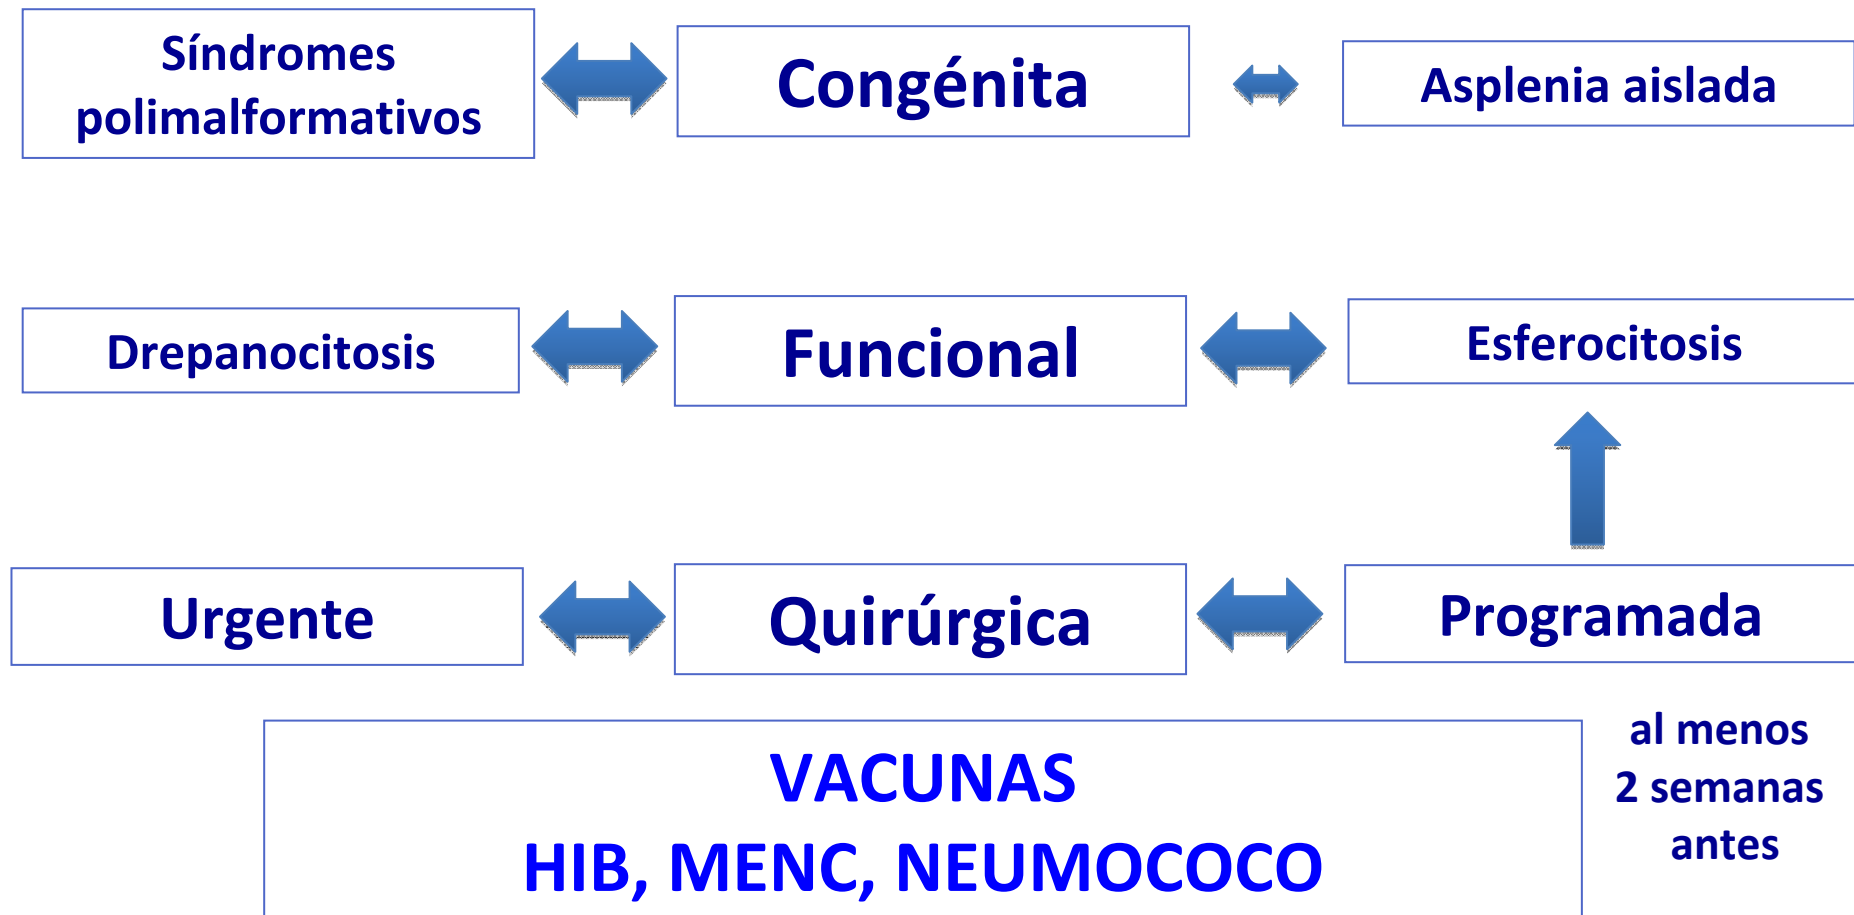 Síndromes
polimalformativos
Congénita
Asplenia aislada
Drepanocitosis
Funcional
Esferocitosis
Urgente
Quirúrgica
Programada
al menos
2 semanas
antes
VACUNAS
HIB, MENC, NEUMOCOCO